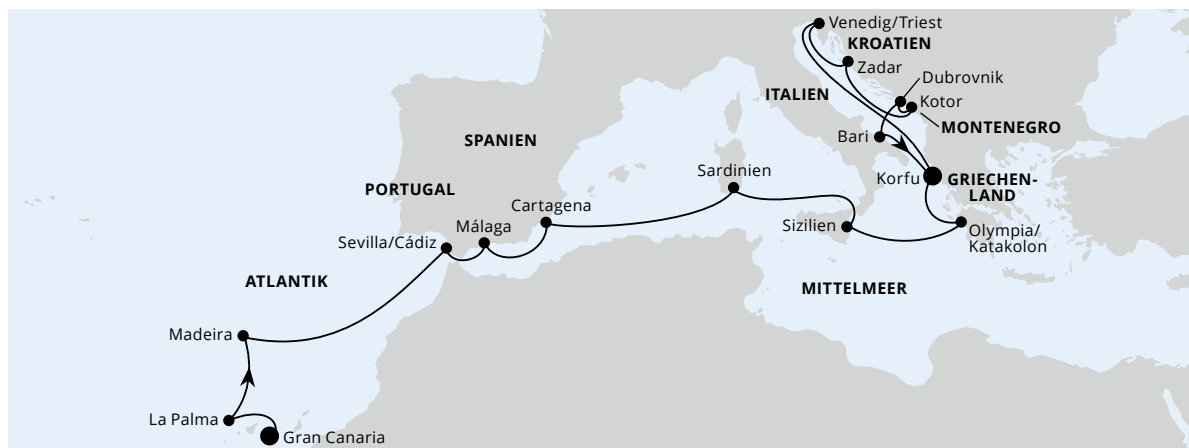 Venedig/Triest
KROATIEN
Zadar
Dubrovnik
ITALIEN
Kotor
MONTENEGRO
Bari
SPANIEN
Sardinien
Korfu
GRIECHEN-
LAND
PORTUGAL
Cartagena
Málaga
Sizilien
Olympia/
Katakolon
Sevilla/Cádiz
ATLANTIK
MITTELMEER
Madeira
La Palma
Gran Canaria